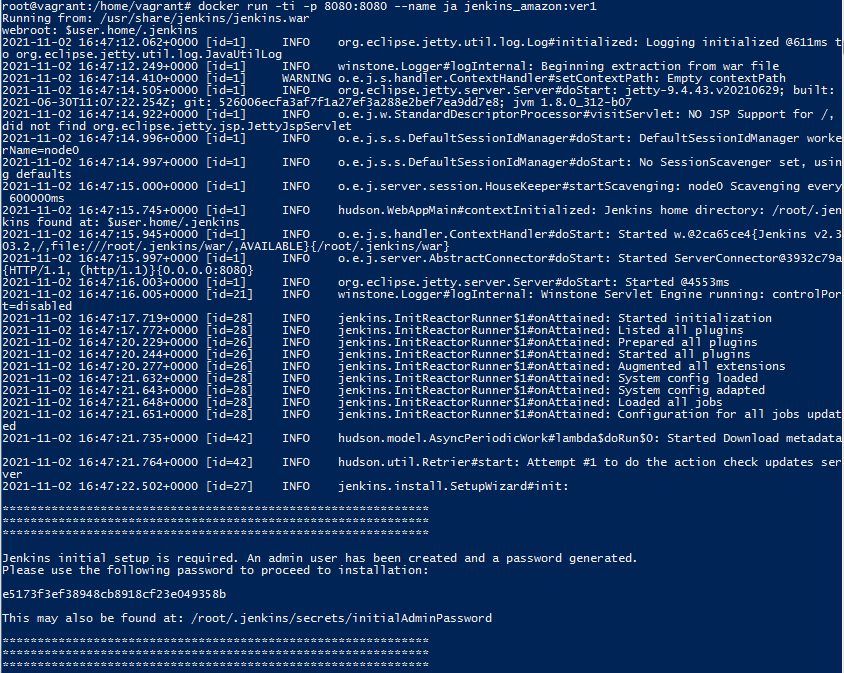 root@vagrant:/home/vagrant# docker run -ti -p 8080:8080 --name ja jenkins_amazon:ver1
Running from: /usr/share/jenkins/jenkins.war
webroot: $user.home/.jenkins
2021-11-02 16:47:12.062+0000 [id=1]     INFO    org.eclipse.jetty.util.log.Log#initialized: Logging initialized @611ms t
o org.eclipse.jetty.util.log.JavaUtilLog
2021-11-02 16:47:12.249+0000 [id=1]     INFO    winstone.Logger#logInternal: Beginning extraction from war file
2021-11-02 16:47:14.410+0000 [id=1]     WARNING o.e.j.s.handler.ContextHandler#setContextPath: Empty contextPath
2021-11-02 16:47:14.505+0000 [id=1]     INFO    org.eclipse.jetty.server.Server#doStart: jetty-9.4.43.v20210629; built:
2021-06-30T11:07:22.254Z; git: 526006ecfa3af7f1a27ef3a288e2bef7ea9dd7e8; jvm 1.8.0_312-b07
2021-11-02 16:47:14.922+0000 [id=1]     INFO    o.e.j.w.StandardDescriptorProcessor#visitServlet: NO JSP Support for /,
did not find org.eclipse.jetty.jsp.JettyJspServlet
2021-11-02 16:47:14.996+0000 [id=1]     INFO    o.e.j.s.s.DefaultSessionIdManager#doStart: DefaultSessionIdManager worke
rName=node0
2021-11-02 16:47:14.997+0000 [id=1]     INFO    o.e.j.s.s.DefaultSessionIdManager#doStart: No SessionScavenger set, usin
g defaults
2021-11-02 16:47:15.000+0000 [id=1]     INFO    o.e.j.server.session.HouseKeeper#startScavenging: node0 Scavenging every
 600000ms
2021-11-02 16:47:15.745+0000 [id=1]     INFO    hudson.WebAppMain#contextInitialized: Jenkins home directory: /root/.jen
kins found at: $user.home/.jenkins
2021-11-02 16:47:15.945+0000 [id=1]     INFO    o.e.j.s.handler.ContextHandler#doStart: Started w.@2ca65ce4{Jenkins v2.3
03.2,/,file:///root/.jenkins/war/,AVAILABLE}{/root/.jenkins/war}
2021-11-02 16:47:15.997+0000 [id=1]     INFO    o.e.j.server.AbstractConnector#doStart: Started ServerConnector@3932c79a
{HTTP/1.1, (http/1.1)}{0.0.0.0:8080}
2021-11-02 16:47:16.003+0000 [id=1]     INFO    org.eclipse.jetty.server.Server#doStart: Started @4553ms
2021-11-02 16:47:16.005+0000 [id=21]    INFO    winstone.Logger#logInternal: Winstone Servlet Engine running: controlPor
t=disabled
2021-11-02 16:47:17.719+0000 [id=28]    INFO    jenkins.InitReactorRunner$1#onAttained: Started initialization
2021-11-02 16:47:17.772+0000 [id=28]    INFO    jenkins.InitReactorRunner$1#onAttained: Listed all plugins
2021-11-02 16:47:20.229+0000 [id=26]    INFO    jenkins.InitReactorRunner$1#onAttained: Prepared all plugins
2021-11-02 16:47:20.244+0000 [id=26]    INFO    jenkins.InitReactorRunner$1#onAttained: Started all plugins
2021-11-02 16:47:20.277+0000 [id=26]    INFO    jenkins.InitReactorRunner$1#onAttained: Augmented all extensions
2021-11-02 16:47:21.632+0000 [id=28]    INFO    jenkins.InitReactorRunner$1#onAttained: System config loaded
2021-11-02 16:47:21.643+0000 [id=28]    INFO    jenkins.InitReactorRunner$1#onAttained: System config adapted
2021-11-02 16:47:21.648+0000 [id=28]    INFO    jenkins.InitReactorRunner$1#onAttained: Loaded all jobs
2021-11-02 16:47:21.651+0000 [id=28]    INFO    jenkins.InitReactorRunner$1#onAttained: Configuration for all jobs updat
ed
2021-11-02 16:47:21.735+0000 [id=42]    INFO    hudson.model.AsyncPeriodicWork#lambda$doRun$0: Started Download metadata
2021-11-02 16:47:21.764+0000 [id=42]    INFO    hudson.util.Retrier#start: Attempt #1 to do the action check updates ser
ver
2021-11-02 16:47:22.502+0000 [id=27]    INFO    jenkins.install.SetupWizard#init:
*************************************************************
*************************************************************
*************************************************************
Jenkins initial setup is required. An admin user has been created and a password generated.
Please use the following password to proceed to installation:
e5173f3ef38948cb8918cf23e049358b
This may also be found at: /root/.jenkins/secrets/initialAdminPassword
*************************************************************
*************************************************************
*************************************************************